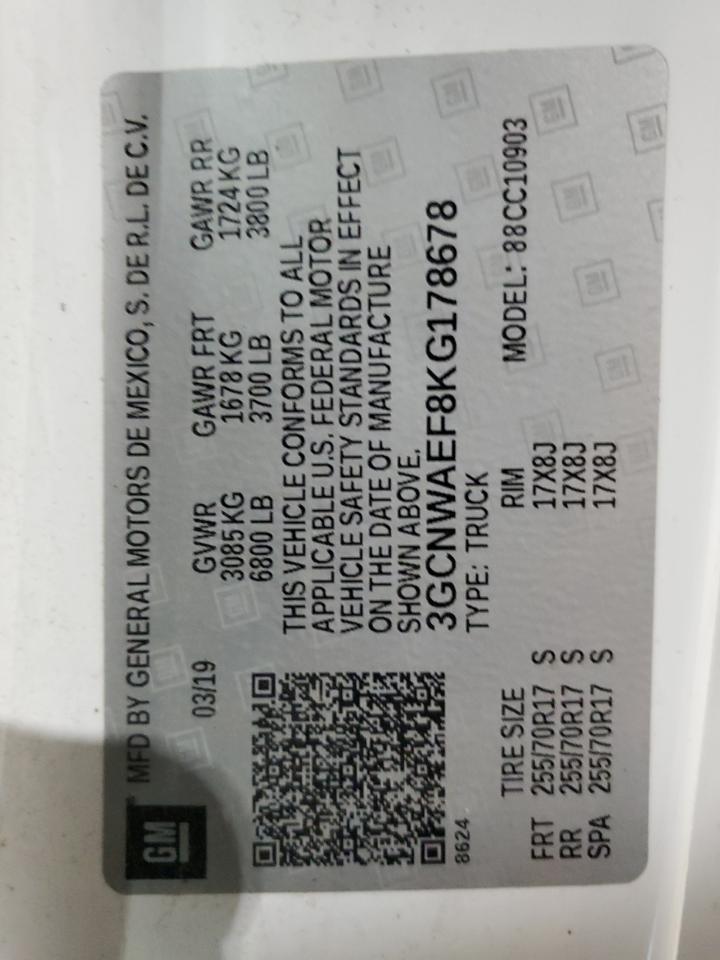 GM
MFD BY GENERAL MOTORS DE MEXICO, S. DE R.L. DE C.V.
03/19
GVWR GAWR FRT GAWR RR
3085 KG 1678 KG 1724 KG
6800 LB 3700 LB 3800 LB
THIS VEHICLE CONFORMS TO ALL
APPLICABLE U.S. FEDERAL MOTOR
VEHICLE SAFETY STANDARDS IN EFFECT
ON THE DATE OF MANUFACTURE
SHOWN ABOVE.
3GCNWAEF8KG178678
8624 TYPE: TRUCK
TIRE SIZE RIM MODEL: 88CC10903
FRT 255/70R17 S 17X8J
RR 255/70R17 S 17X8J
SPA 255/70R17 S 17X8J